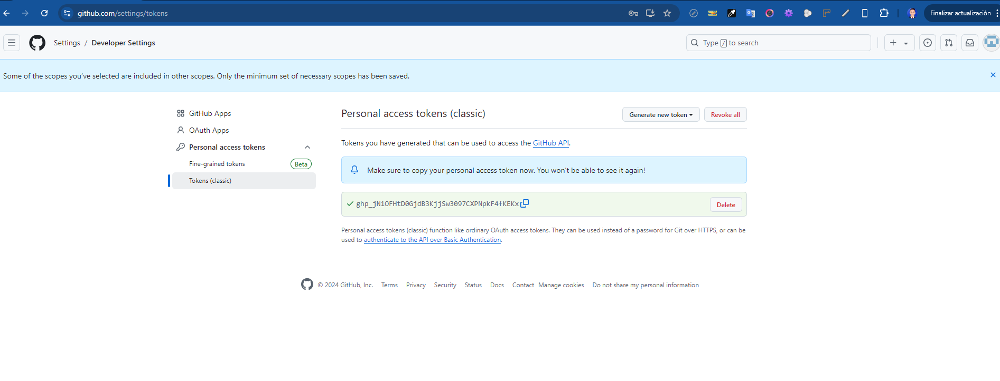 github.com/settings/tokens
Finalizar actualización
Settings / Developer Settings
Type / to search
Some of the scopes you've selected are included in other scopes. Only the minimum set of necessary scopes has been saved.
GitHub Apps
OAuth Apps
Personal access tokens
Fine-grained tokens Beta
Tokens (classic)
Personal access tokens (classic)
Generate new token
Revoke all
Tokens you have generated that can be used to access the GitHub API.
Make sure to copy your personal access token now. You won't be able to see it again!
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
Delete
Personal access tokens (classic) function like ordinary OAuth access tokens. They can be used instead of a password for Git over HTTPS, or can be
used to authenticate to the API over Basic Authentication.
© 2024 GitHub, Inc. Terms Privacy Security Status Docs Contact Manage cookies Do not share my personal information